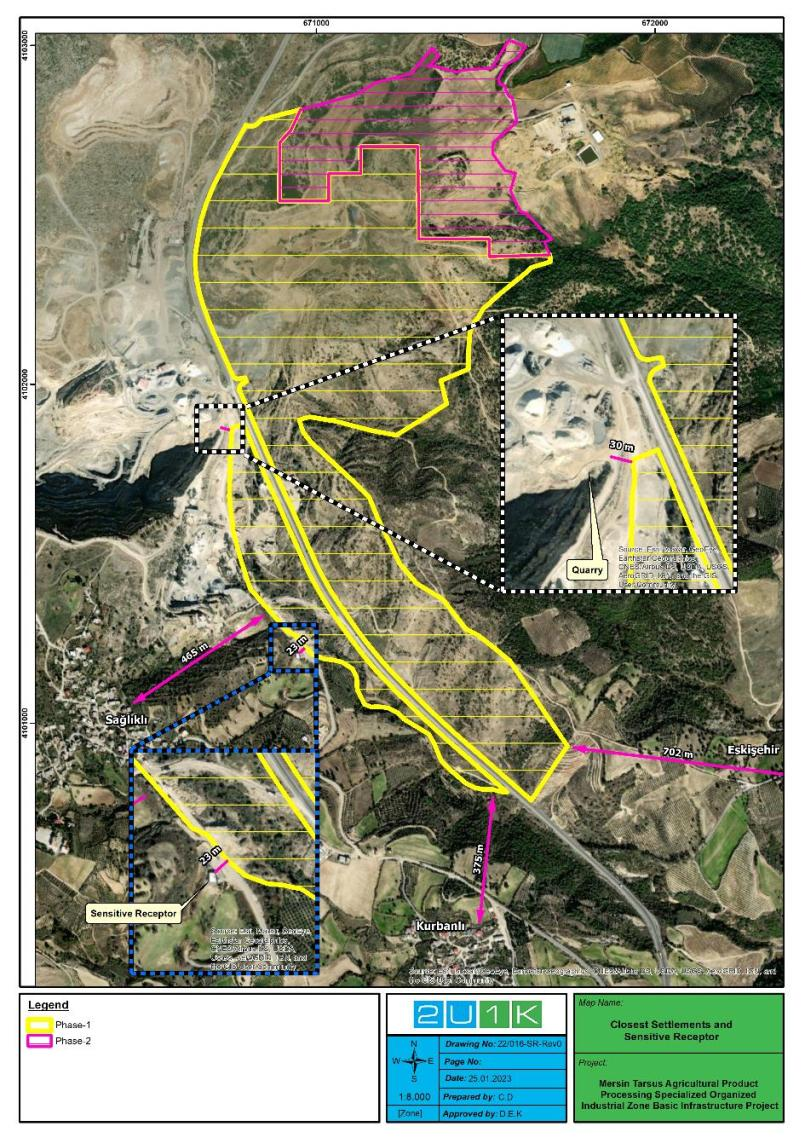 671000
672000
4103000
4102000
4101000
30 m
Quarry
465 m
23 m
Sağlıklı
702 m
Eskişehir
375 m
23 m
Sensitive Receptor
Kurbanlı
Legend
Phase-1
Phase-2
2U1K
N
W E
S
1:8.000
[Zone]
Drawing No: 22/016-SR-Rev0
Page No:
Date: 25.01.2023
Prepared by: C.D
Approved by: D.E.K
Map Name:
Closest Settlements and
Sensitive Receptor
Project:
Mersin Tarsus Agricultural Product
Processing Specialized Organized
Industrial Zone Basic Infrastructure Project